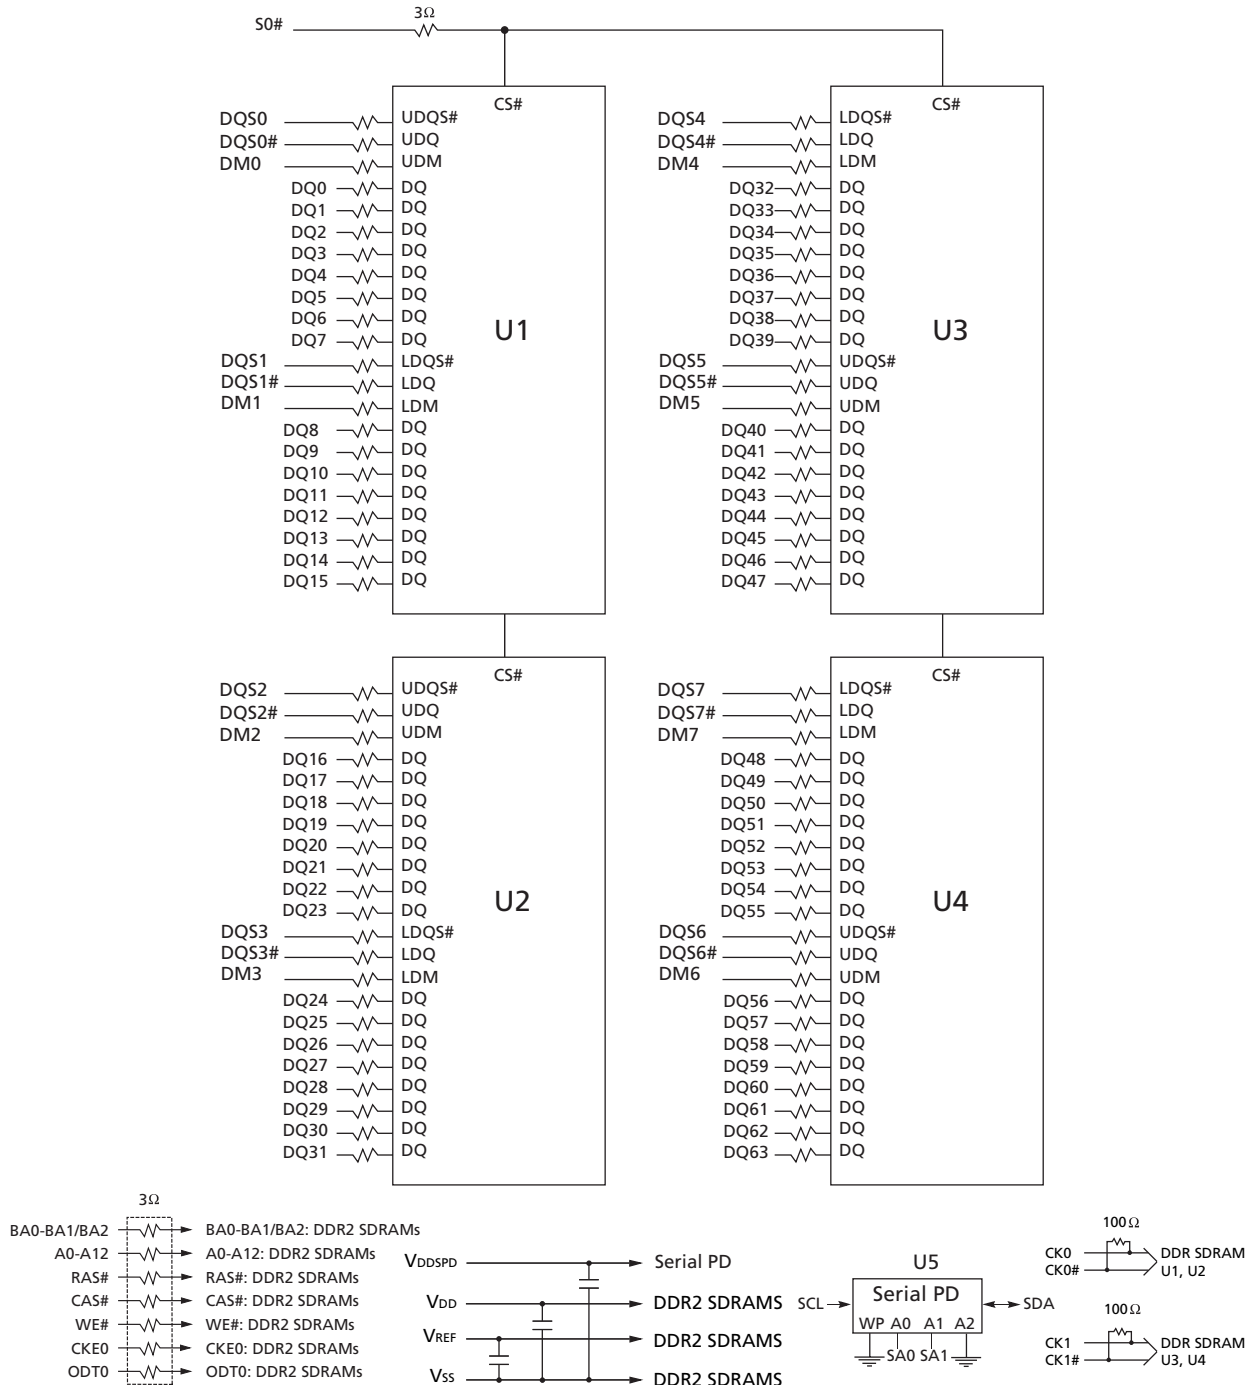 3Ω
S0#
CS#
DQS0 UDQS#
DQS0# UDQ
DM0 UDM
DQ0 DQ
DQ1 DQ
DQ2 DQ
DQ3 DQ
DQ4 DQ
DQ5 DQ
DQ6 DQ
DQ7 DQ
U1
DQS1 LDQS#
DQS1# LDQ
DM1 LDM
DQ8 DQ
DQ9 DQ
DQ10 DQ
DQ11 DQ
DQ12 DQ
DQ13 DQ
DQ14 DQ
DQ15 DQ
CS#
DQS4 LDQS#
DQS4# LDQ
DM4 LDM
DQ32 DQ
DQ33 DQ
DQ34 DQ
DQ35 DQ
DQ36 DQ
DQ37 DQ
DQ38 DQ
DQ39 DQ
U3
DQS5 UDQS#
DQS5# UDQ
DM5 UDM
DQ40 DQ
DQ41 DQ
DQ42 DQ
DQ43 DQ
DQ44 DQ
DQ45 DQ
DQ46 DQ
DQ47 DQ
CS#
DQS2 UDQS#
DQS2# UDQ
DM2 UDM
DQ16 DQ
DQ17 DQ
DQ18 DQ
DQ19 DQ
DQ20 DQ
DQ21 DQ
DQ22 DQ
DQ23 DQ
U2
DQS3 LDQS#
DQS3# LDQ
DM3 LDM
DQ24 DQ
DQ25 DQ
DQ26 DQ
DQ27 DQ
DQ28 DQ
DQ29 DQ
DQ30 DQ
DQ31 DQ
CS#
DQS7 LDQS#
DQS7# LDQ
DM7 LDM
DQ48 DQ
DQ49 DQ
DQ50 DQ
DQ51 DQ
DQ52 DQ
DQ53 DQ
DQ54 DQ
DQ55 DQ
U4
DQS6 UDQS#
DQS6# UDQ
DM6 UDM
DQ56 DQ
DQ57 DQ
DQ58 DQ
DQ59 DQ
DQ60 DQ
DQ61 DQ
DQ62 DQ
DQ63 DQ
3Ω
BA0-BA1/BA2 BA0-BA1/BA2: DDR2 SDRAMs
A0-A12 A0-A12: DDR2 SDRAMs
RAS# RAS#: DDR2 SDRAMs
CAS# CAS#: DDR2 SDRAMs
WE# WE#: DDR2 SDRAMs
CKE0 CKE0: DDR2 SDRAMs
ODT0 ODT0: DDR2 SDRAMs
VDDSPD Serial PD
VDD DDR2 SDRAMS
VREF DDR2 SDRAMS
VSS DDR2 SDRAMS
U5
Serial PD
SCL SDA
WP A0 A1 A2
SA0 SA1
100Ω
CK0 DDR SDRAM
CK0# U1, U2
100Ω
CK1 DDR SDRAM
CK1# U3, U4